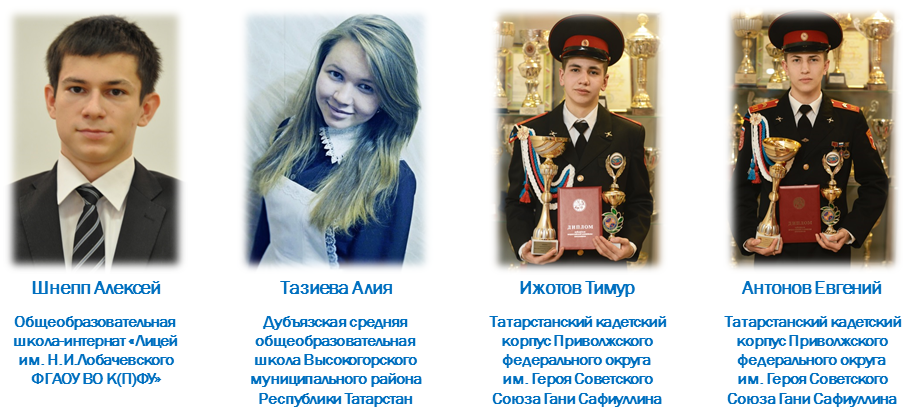 ДИПЛОМ
ДИПЛОМ
Шнепп Алексей
Общеобразовательная
школа-интернат «Лицей
им. Н.И.Лобачевского
ФГАОУ ВО К(П)ФУ»
Тазиева Алия
Дубъязская средняя
общеобразовательная
школа Высокогорского
муниципального района
Республики Татарстан
Ижотов Тимур
Татарстанский кадетский
корпус Приволжского
федерального округа
им. Героя Советского
Союза Гани Сафиуллина
Антонов Евгений
Татарстанский кадетский
корпус Приволжского
федерального округа
им. Героя Советского
Союза Гани Сафиуллина